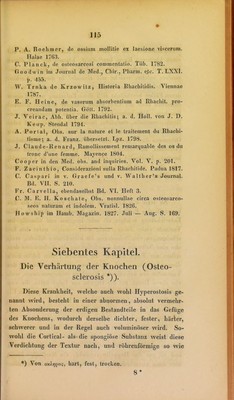 115
P. A. Boehmer, de ossium mollitie ex laesione viscerum.
Halae 1763.
C. Planck, de osteosarcosi commentatio. Tüb. 1782.
Goodwin im Journal de Med., Chir., Pharm. etc. T. LXXI.
p. 455.
W. Trnka de Krzowitz, Historia Rhachitidis. Viennae
1787.
E. F. Heine, de vasorum absorbentium ad Rhachit. pro-
creandam potentia. Gött. 1792.
J. Veirac, Abh. über die Rhachitis; a. d. Holl. von J. D.
Keup. Stendal 1794.
A. Portal, Obs. sur la nature et le traitement du Rhachi-
tisme; a. d. Franz. übersetzt. Lpz. 1798.
J. Claude-Renard, Ramollissement remarquable des os du
tronc d'une femme. Mayence 1804.
Cooper in den Med. obs. and inquiries. Vol. V. p. 201.
F. Zacinthio, Considerazioni sulla Rhachitide. Padua 1817.
C. Caspari in v. Graefe's und v. Walther's Journal.
Bd. VII. S. 210.
Fr. Carvella, ebendaselbst Bd. VI. Heft 3.
C. M. E. H. Koschate, Obs. nonnullae circa osteosarco-
seos naturam et indolem. Vratisl. 1826.
Howship im Hamb. Magazin. 1827. Juli — Aug. S. 169.
Siebentes Kapitel.
Die Verhärtung der Knochen (Osteo-
sclerosis *)).
Diese Krankheit, welche auch wohl Hyperostosis ge-
nannt wird, besteht in einer abnormen, absolut vermehr-
ten Absonderung der erdigen Bestandteile in das Gefüge
des Knochens, wodurch derselbe dichter, fester, härter,
schwerer und in der Regel auch voluminöser wird. So-
wohl die Cortical- als die spongiöse Substanz weist diese
Verdichtung der Textur nach, und röhrenförmige so wie
*) Von σκληρος, hart, fest, trocken.
8 *